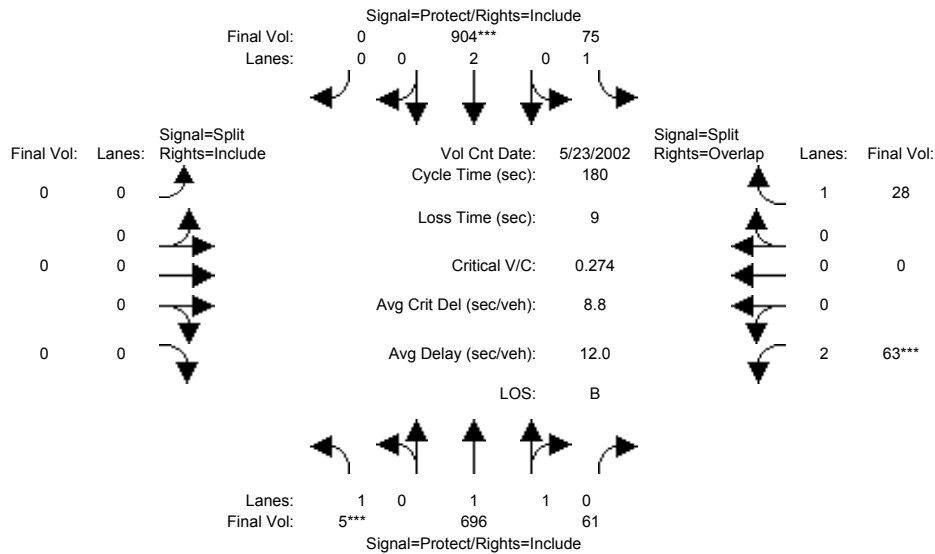 Signal=Protect/Rights=Include
Final Vol: 0 904*** 75
Lanes: 0 0 2 0 1
Signal=Split Signal=Split
Final Vol: Lanes: Rights=Include Vol Cnt Date: 5/23/2002 Rights=Overlap Lanes: Final Vol:
Cycle Time (sec): 180
0 0 1 28
Loss Time (sec): 9
0 0
0 0 Critical V/C: 0.274 0 0
0 Avg Crit Del (sec/veh): 8.8 0
0 0 Avg Delay (sec/veh): 12.0 2 63***
LOS: B
Lanes: 1 0 1 1 0
Final Vol: 5*** 696 61
Signal=Protect/Rights=Include